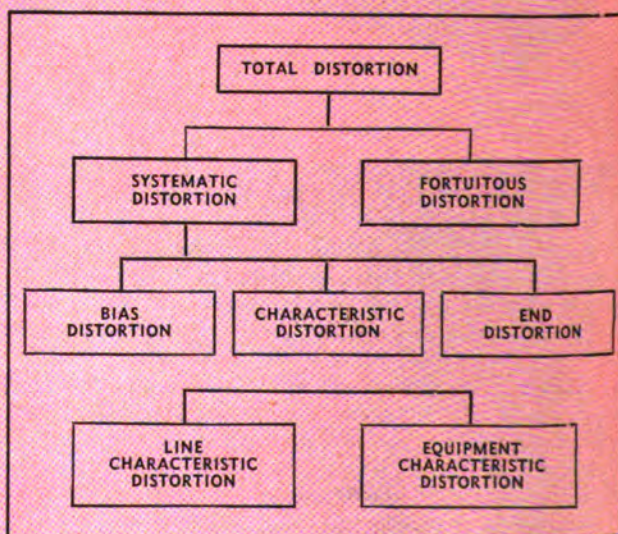 TOTAL DISTORTION
SYSTEMATIC
DISTORTION
FORTUITOUS
DISTORTION
BIAS
DISTORTION
CHARACTERISTIC
DISTORTION
END
DISTORTION
LINE
CHARACTERISTIC
DISTORTION
EQUIPMENT
CHARACTERISTIC
DISTORTION